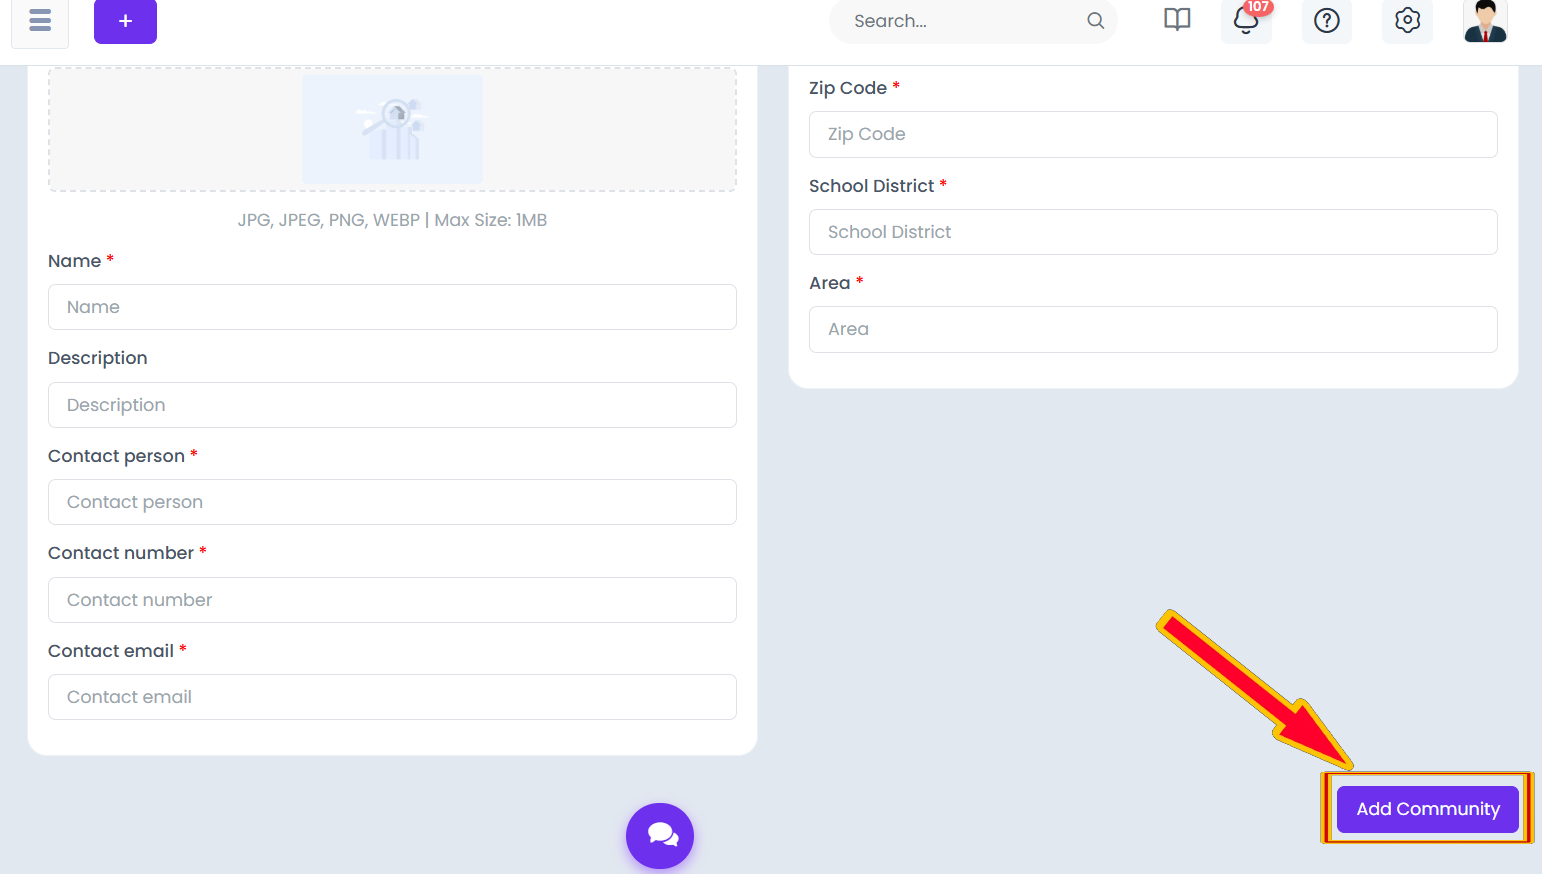 +
Search...
107
JPG, JPEG, PNG, WEBP | Max Size: 1MB
Name *
Name
Description
Description
Contact person *
Contact person
Contact number *
Contact number
Contact email *
Contact email
Zip Code *
Zip Code
School District *
School District
Area *
Area
Add Community